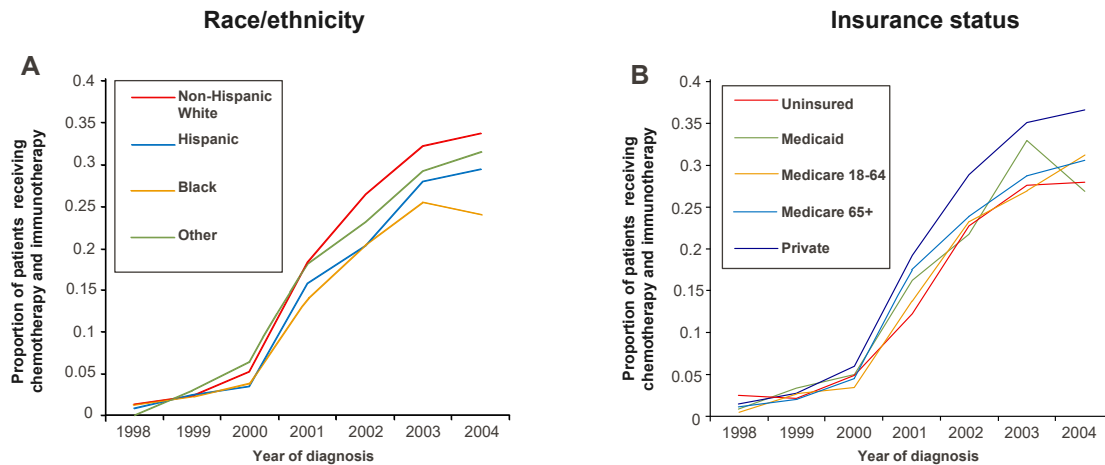 Race/ethnicity
Insurance status
A
Proportion of patients receiving
chemotherapy and immunotherapy
0.4
0.35
0.3
0.25
0.2
0.15
0.1
0.05
0
Non-Hispanic
White
Hispanic
Black
Other
1998 1999 2000 2001 2002 2003 2004
Year of diagnosis
B
Proportion of patients receiving
chemotherapy and immunotherapy
0.4
0.35
0.3
0.25
0.2
0.15
0.1
0.05
0
Uninsured
Medicaid
Medicare 18-64
Medicare 65+
Private
1998 1999 2000 2001 2002 2003 2004
Year of diagnosis